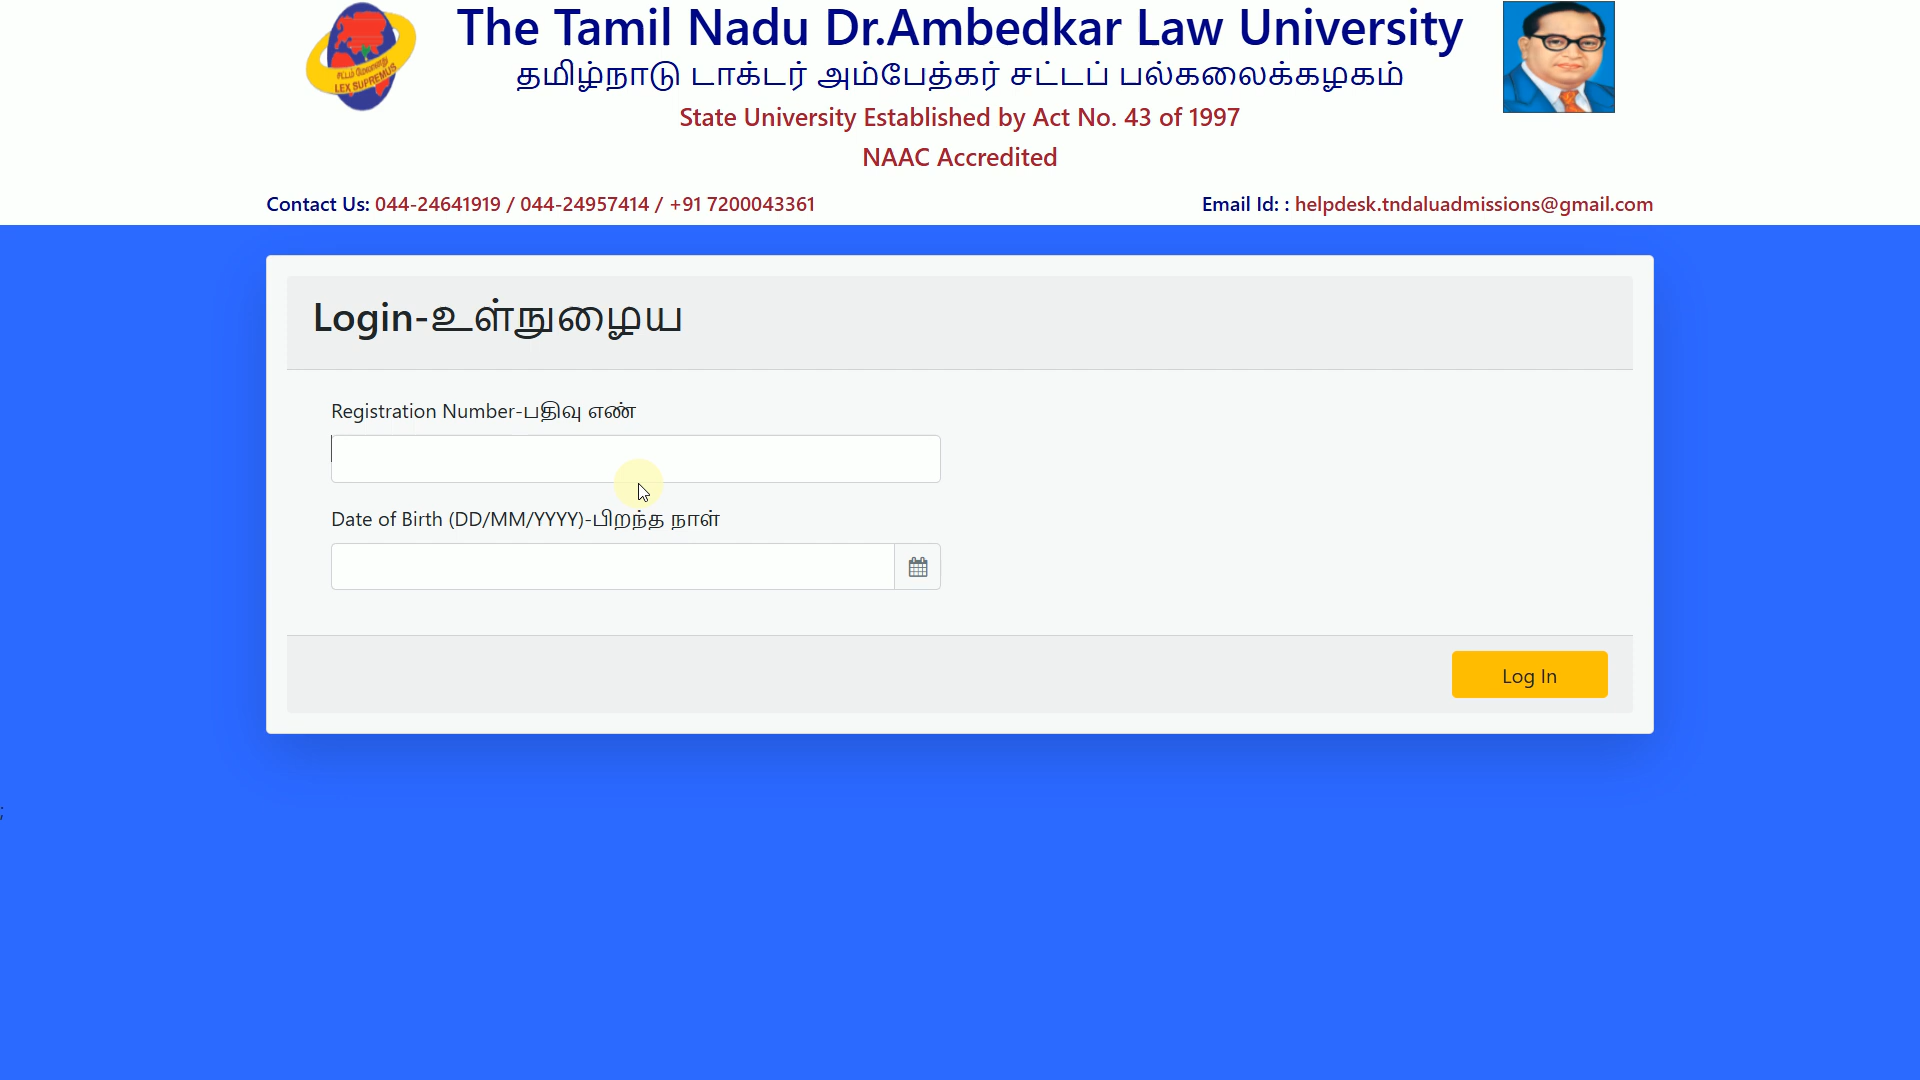 The Tamil Nadu Dr.Ambedkar Law University
தமிழ்நாடு டாக்டர் அம்பேத்கர் சட்டப் பல்கலைக்கழகம்
State University Established by Act No. 43 of 1997
NAAC Accredited
LEX SUPREMUS
Contact Us: 044-24641919 / 044-24957414 / +91 7200043361
Email Id: : helpdesk.tndaluadmissions@gmail.com
Login-உள்நுழைய
Registration Number-பதிவு எண்
Date of Birth (DD/MM/YYYY)-பிறந்த நாள்
Log In
;